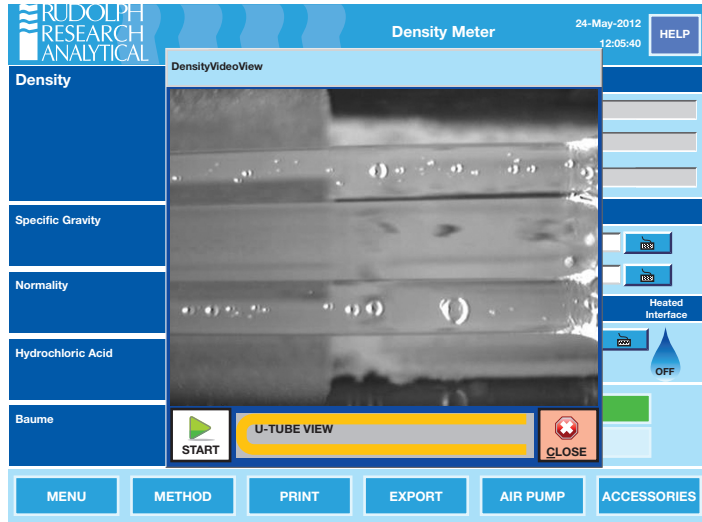 RUDOLPH
RESEARCH
ANALYTICAL
Density Meter
24-May-2012
12:05:40
HELP
DensityVideoView
Density
Specific Gravity
Normality
Hydrochloric Acid
Baume
Heated
Interface
OFF
START
U-TUBE VIEW
CLOSE
MENU
METHOD
PRINT
EXPORT
AIR PUMP
ACCESSORIES